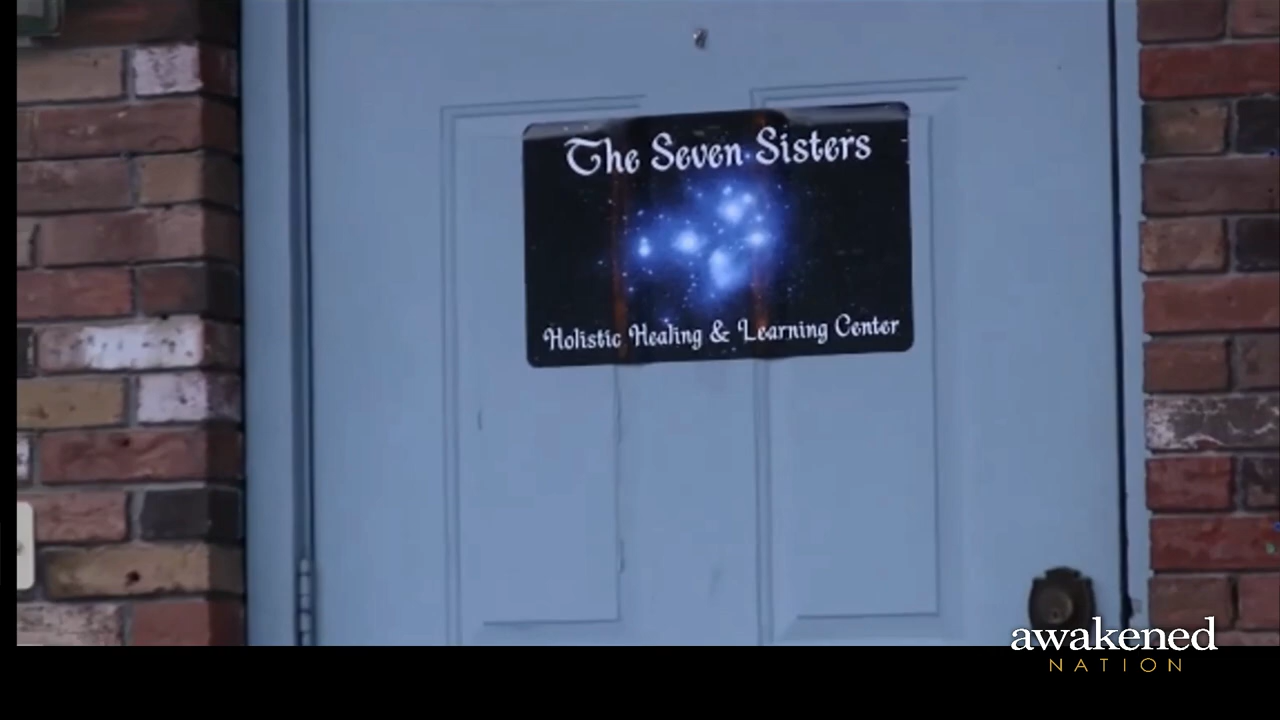 The Seven Sisters
Holistic Healing & Learning Center
awakened
NATION